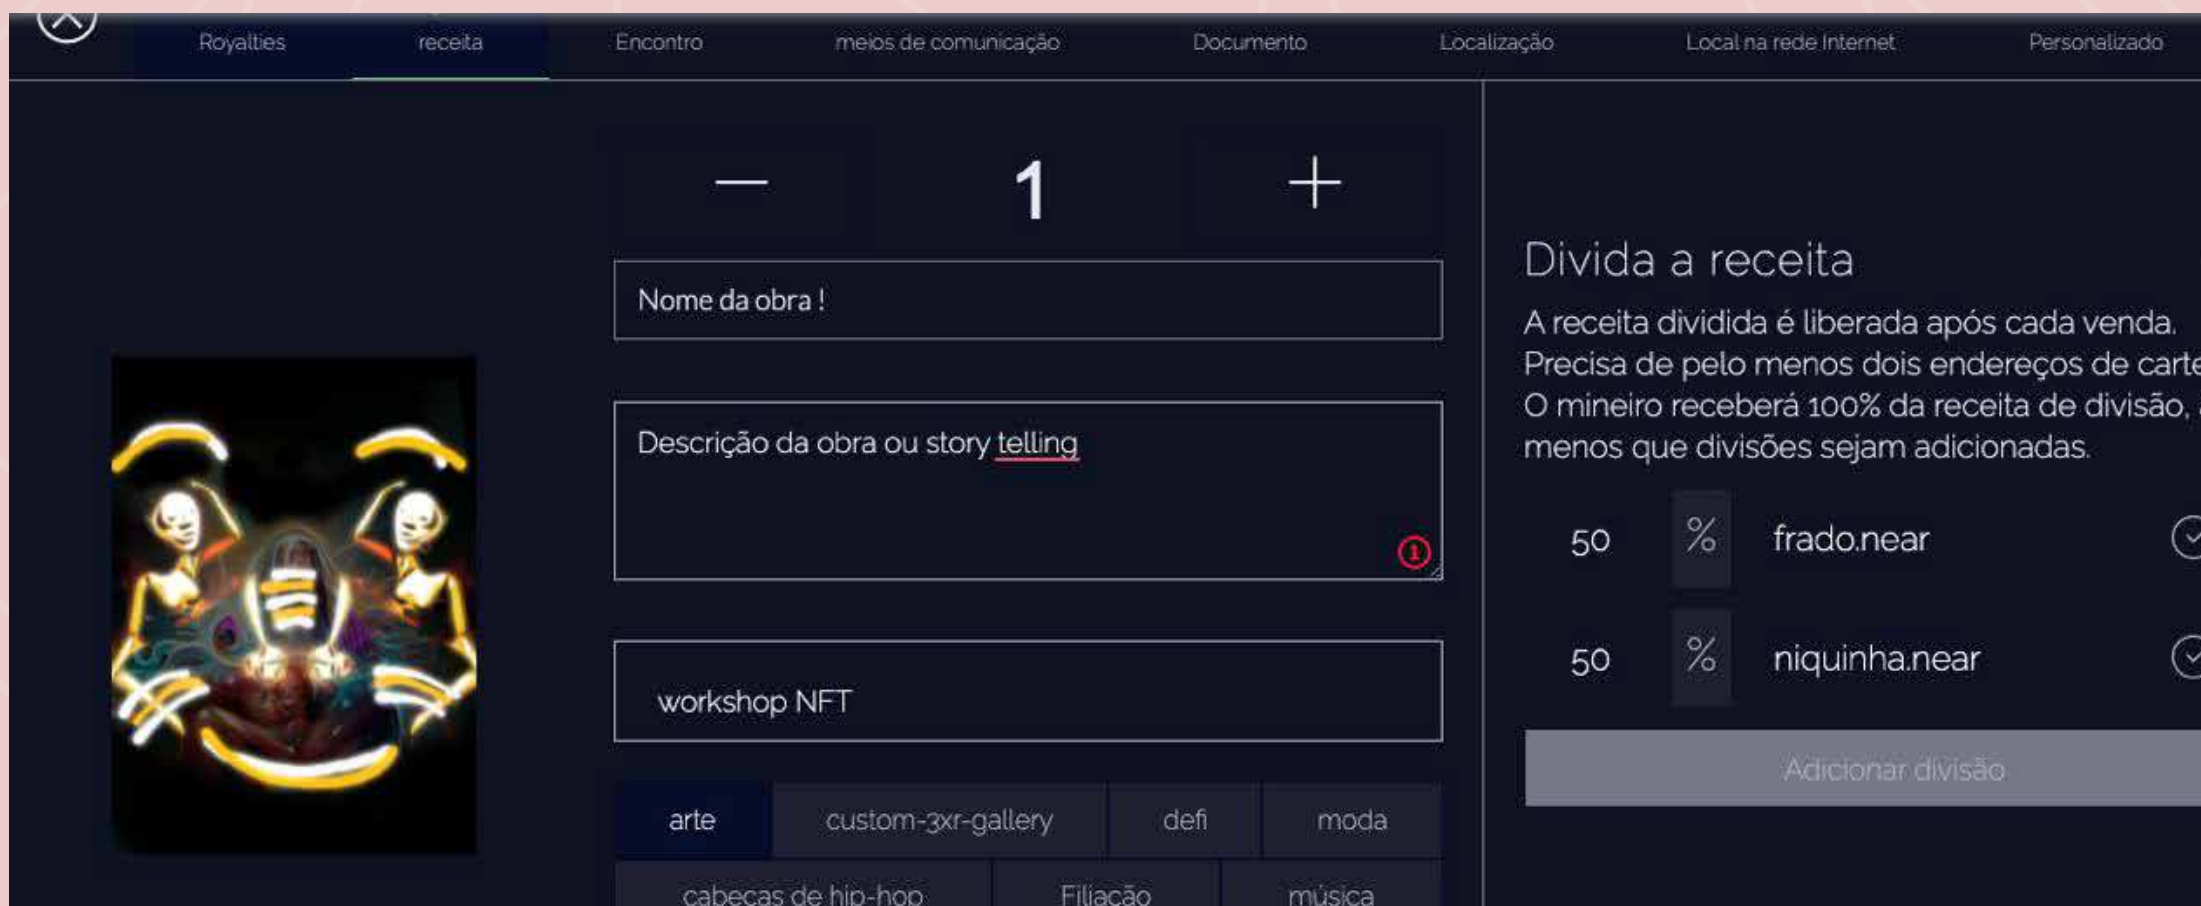 Royalties receita Encontro meios de comunicação Documento Localização Local na rede Internet Personalizado
1
Nome da obra !
Descrição da obra ou story telling
1
workshop NFT
arte custom-3xr-gallery defi moda
cabeças de hip-hop Filiação música
Divida a receita
A receita dividida é liberada após cada venda.
Precisa de pelo menos dois endereços de carte
O mineiro receberá 100% da receita de divisão,
menos que divisões sejam adicionadas.
50 % frado.near
50 % niquinha.near
Adicionar divisão